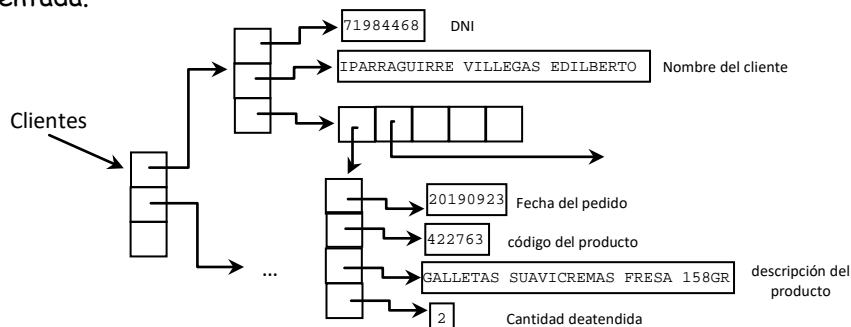 71984468 DNI
IPARRAGUIRRE VILLEGAS EDILBERTO Nombre del cliente
Clientes
20190923 Fecha del pedido
422763 código del producto
...
GALLETAS SUAVICREMAS FRESA 158GR descripción del
producto
2 Cantidad deatendida